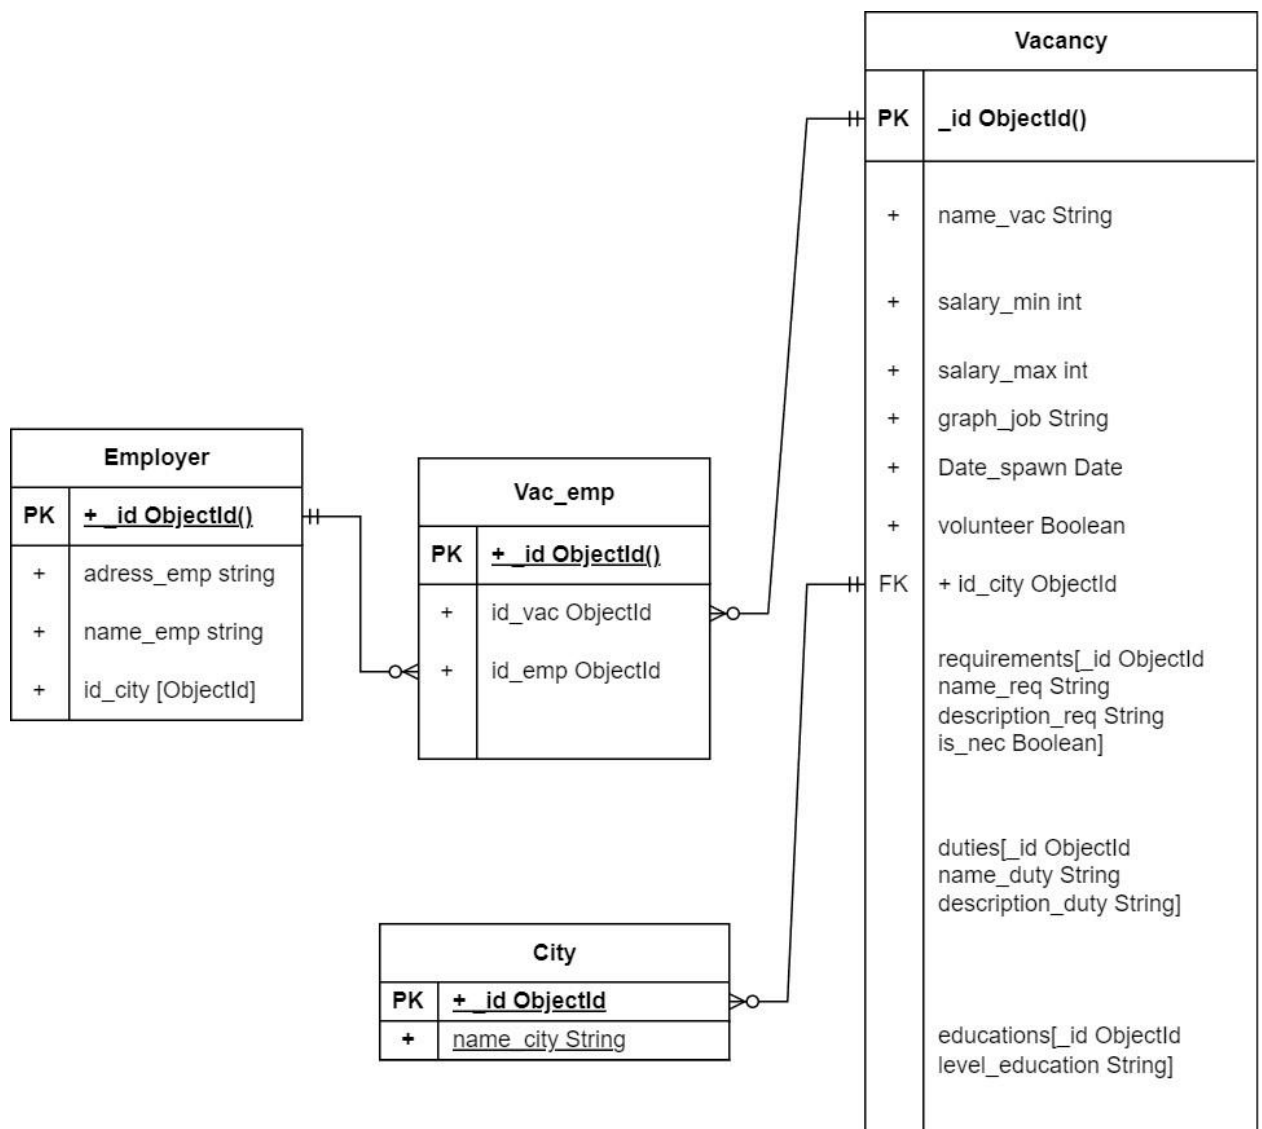 Vacancy
PK _id ObjectId()
+ name_vac String
+ salary_min int
+ salary_max int
+ graph_job String
+ Date_spawn Date
+ volunteer Boolean
FK + id_city ObjectId
requirements[_id ObjectId
name_req String
description_req String
is_nec Boolean]
duties[_id ObjectId
name_duty String
description_duty String]
educations[_id ObjectId
level_education String]
Employer
PK + _id ObjectId()
+ adress_emp string
+ name_emp string
+ id_city [ObjectId]
Vac_emp
PK + _id ObjectId()
+ id_vac ObjectId
+ id_emp ObjectId
City
PK + _id ObjectId
+ name_city String